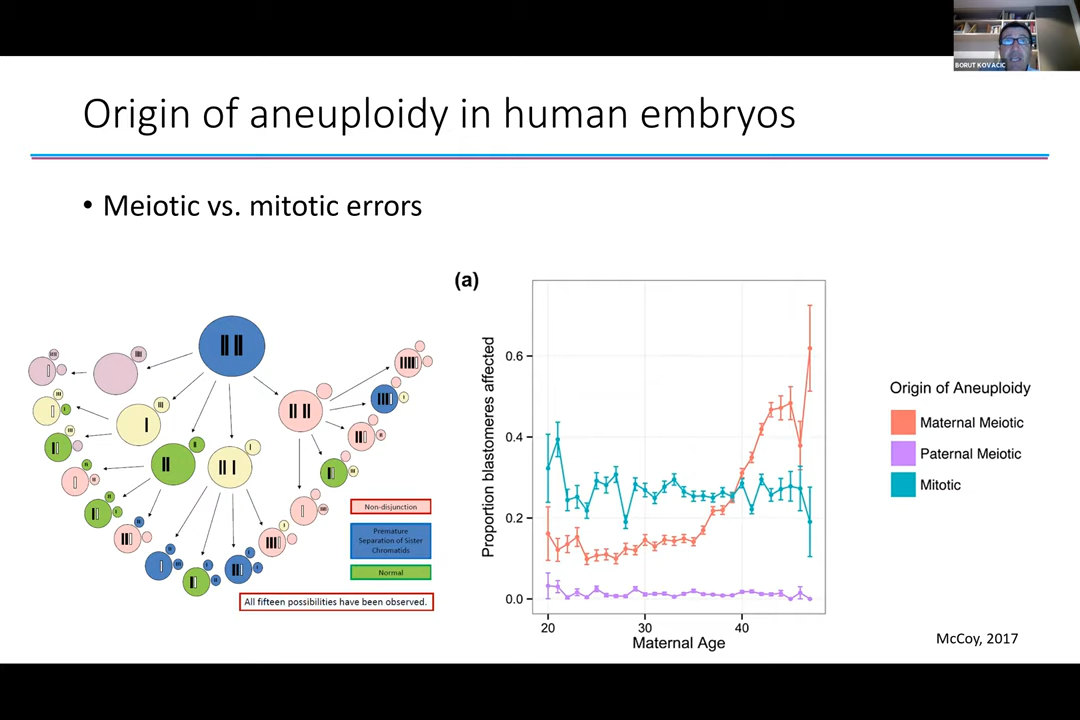 BORUT KOVACIC
Origin of aneuploidy in human embryos
• Meiotic vs. mitotic errors
(a)
Non-disjunction
Premature
Separation of Sister
Chromatids
Normal
All fifteen possibilities have been observed.
Proportion blastomeres affected
0.6
0.4
0.2
0.0
20
30
40
Maternal Age
Origin of Aneuploidy
Maternal Meiotic
Paternal Meiotic
Mitotic
McCoy, 2017